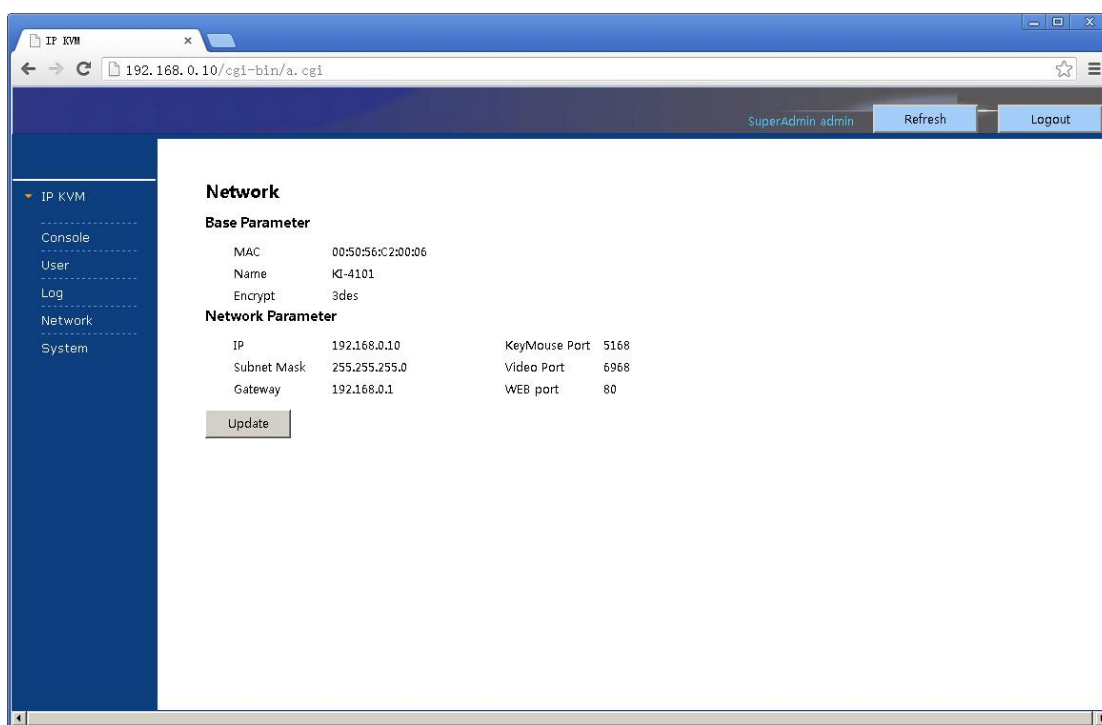 IP KVM
192.168.0.10/cgi-bin/a.cgi
SuperAdmin admin Refresh Logout
IP KVM
Console
User
Log
Network
System
Network
Base Parameter
MAC 00:50:56:C2:00:06
Name KI-4101
Encrypt 3des
Network Parameter
IP 192.168.0.10 KeyMouse Port 5168
Subnet Mask 255.255.255.0 Video Port 6968
Gateway 192.168.0.1 WEB port 80
Update